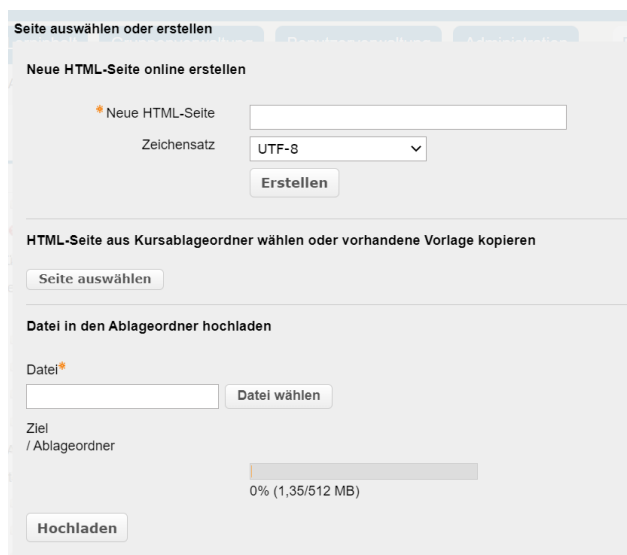 Seite auswählen oder erstellen
Neue HTML-Seite online erstellen
* Neue HTML-Seite
Zeichensatz
UTF-8
Erstellen
HTML-Seite aus Kursablageordner wählen oder vorhandene Vorlage kopieren
Seite auswählen
Datei in den Ablageordner hochladen
Datei*
Datei wählen
Ziel
/ Ablageordner
0% (1,35/512 MB)
Hochladen